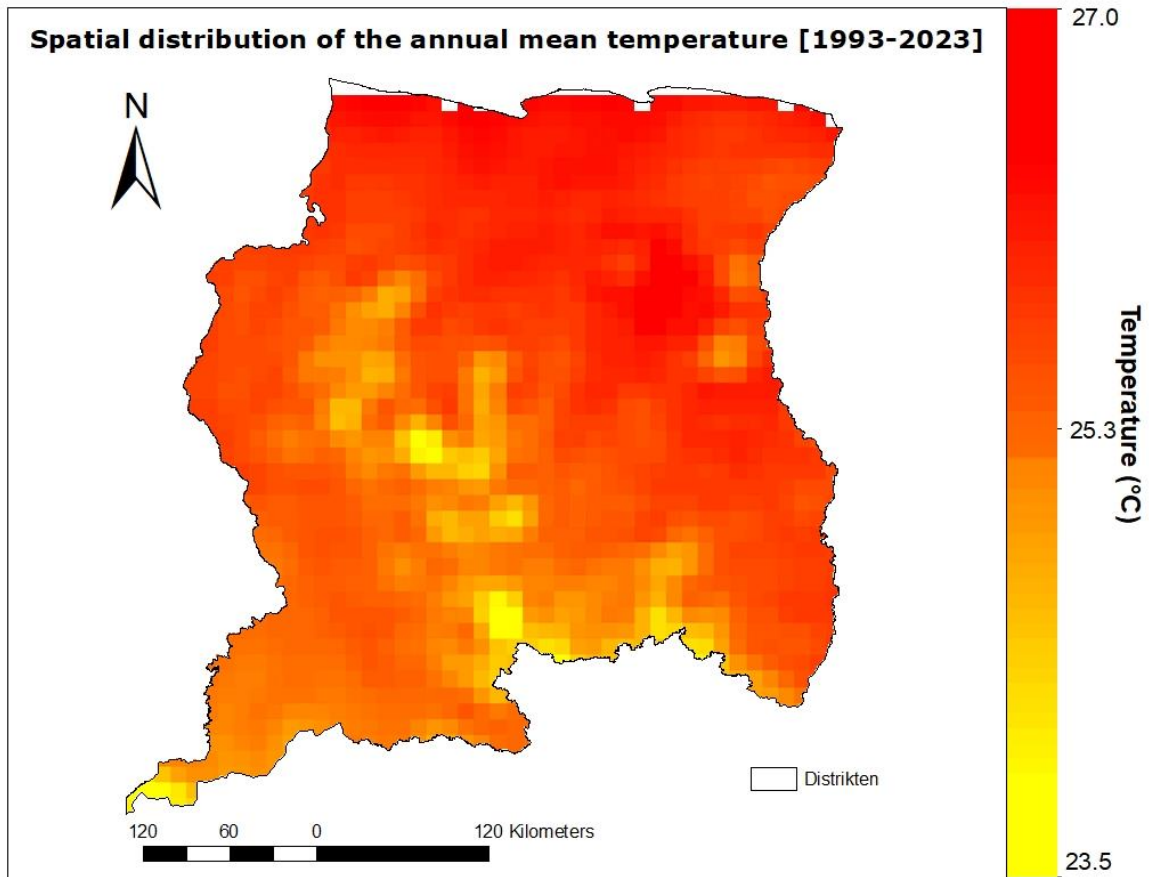 Spatial distribution of the annual mean temperature [1993-2023]
27.0
N
Temperature (°C)
25.3
Distrikten
120 60 0 120 Kilometers
23.5